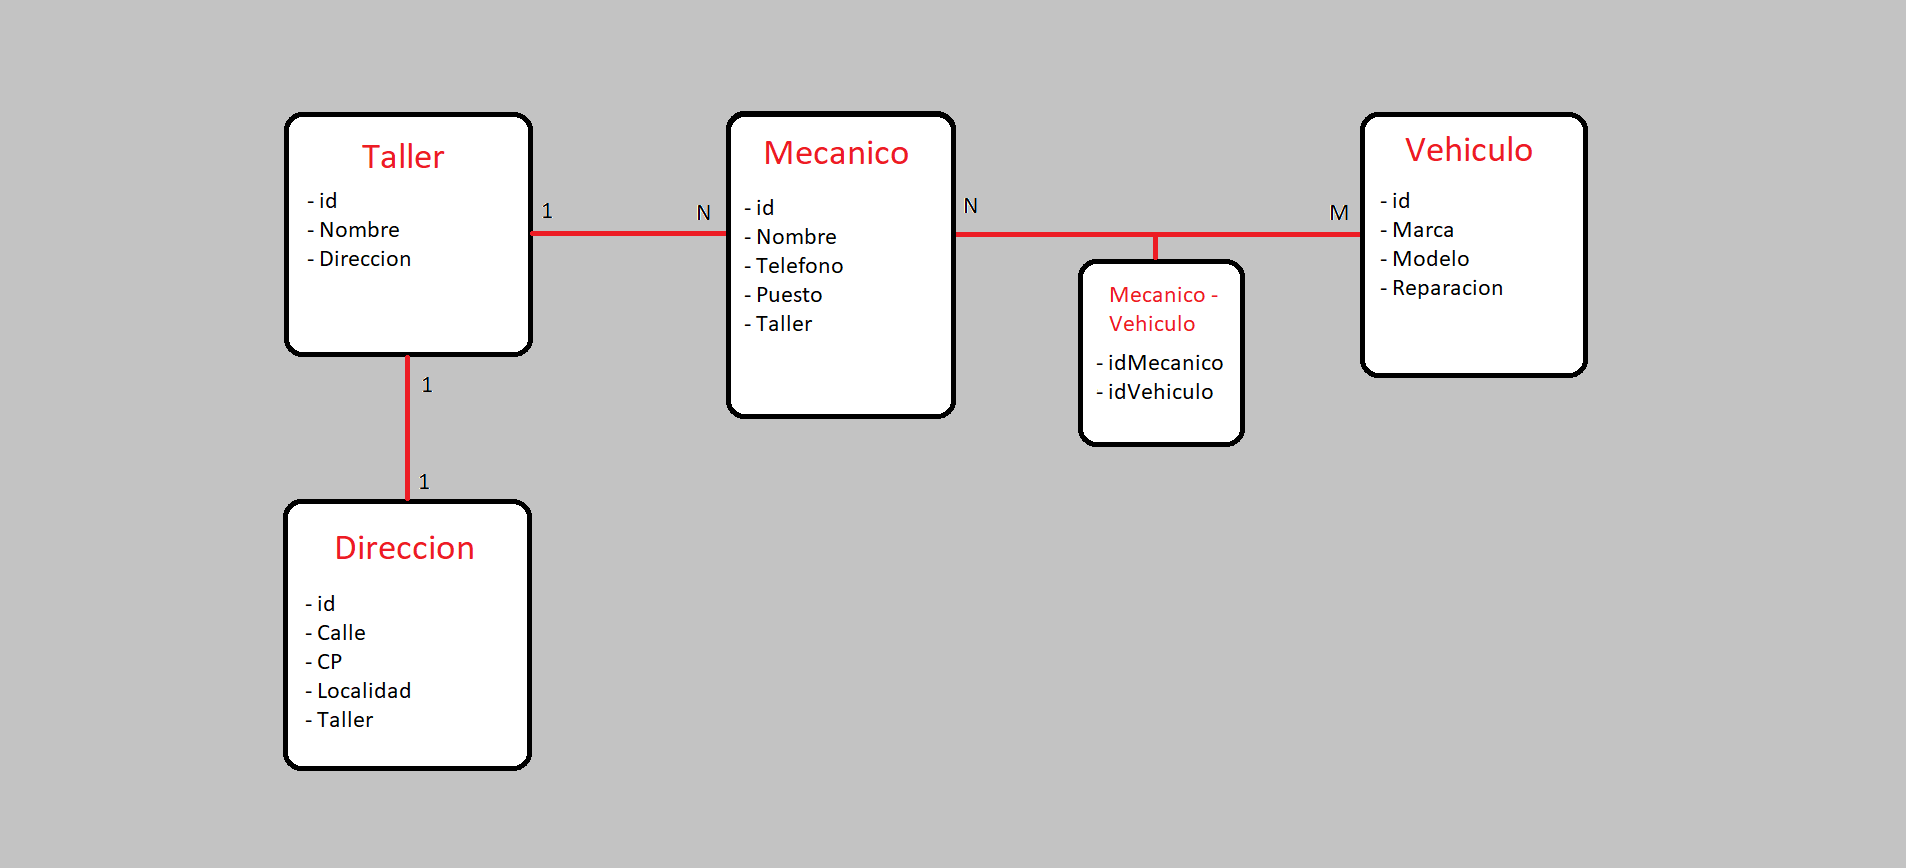 Taller
- id
- Nombre
- Direccion
1
N
Mecanico
- id
- Nombre
- Telefono
- Puesto
- Taller
N
M
Mecanico -
Vehiculo
- idMecanico
- idVehiculo
Vehiculo
- id
- Marca
- Modelo
- Reparacion
1
1
Direccion
- id
- Calle
- CP
- Localidad
- Taller